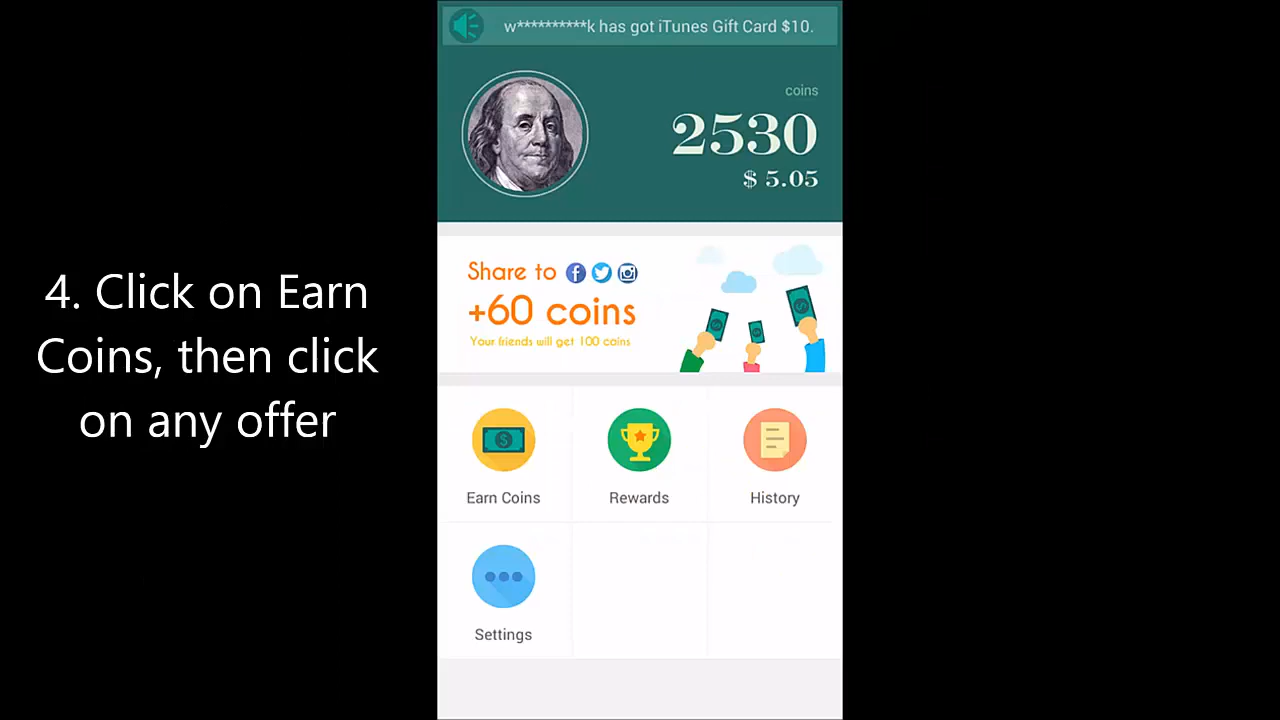 w**********k has got iTunes Gift Card $10.
coins
2530
$ 5.05
4. Click on Earn
Coins, then click
on any offer
Share to
+60 coins
Your friends will get 100 coins
Earn Coins
Rewards
History
Settings